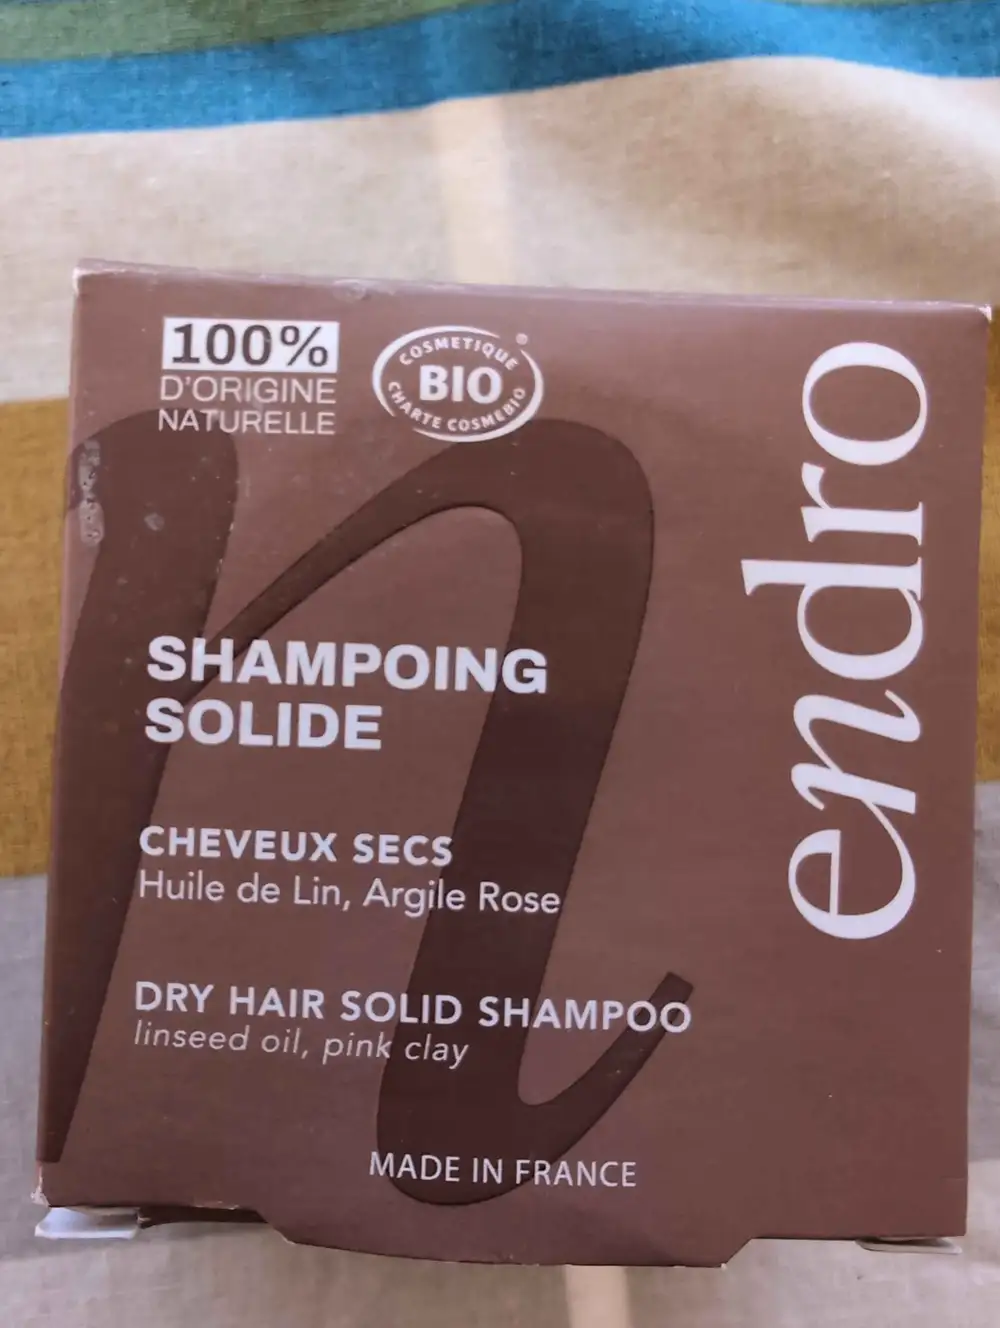 100%
D'ORIGINE
NATURELLE
COSMETIQUE
BIO
CHARTE COSMEBIO
®
endro
SHAMPOING
SOLIDE
CHEVEUX SECS
Huile de Lin, Argile Rose
DRY HAIR SOLID SHAMPOO
linseed oil, pink clay
MADE IN FRANCE